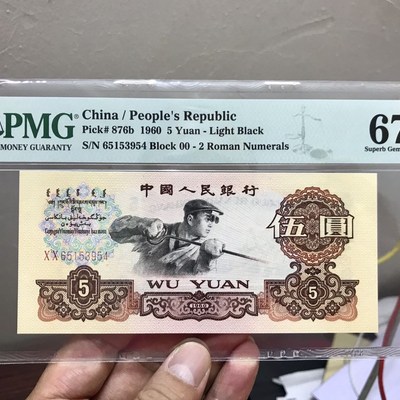 PMG
MONEY GUARANTY
China / People's Republic
Pick# 876b 1960 5 Yuan - Light Black
S/N 65153954 Block 00 - 2 Roman Numerals
67
Superb Gem
中國人民銀行
XX65153954
伍圓
5
WU YUAN
5
1960